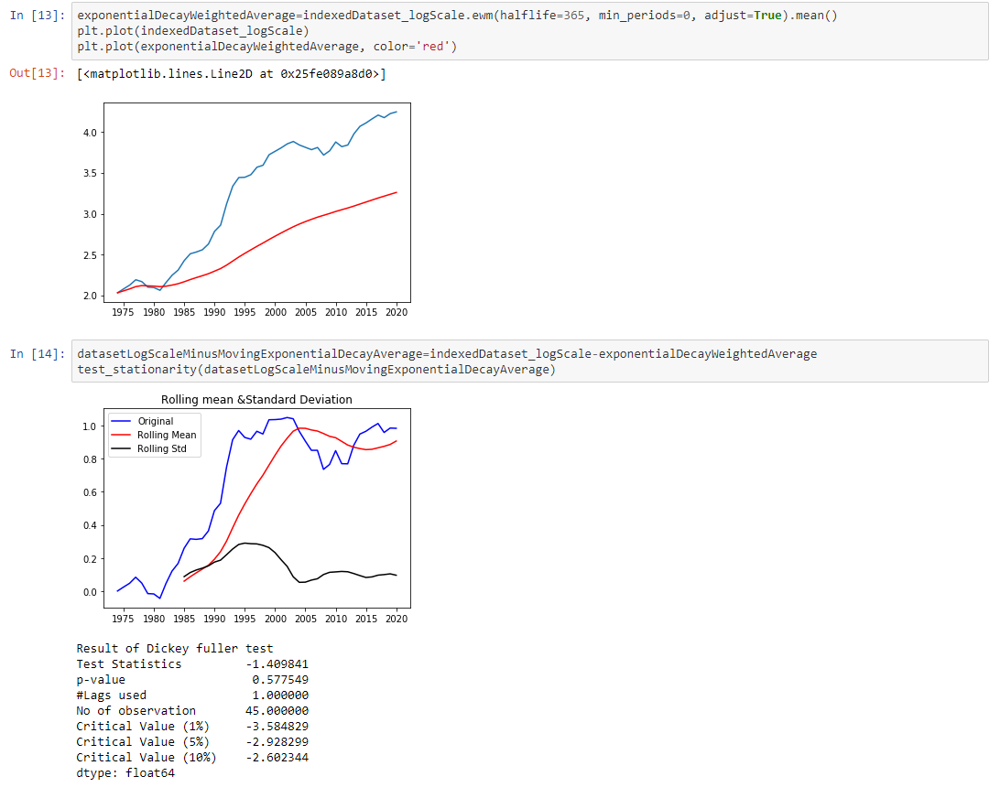 In [13]: exponentialDecayWeightedAverage=indexedDataset_logScale.ewm(halflife=365, min_periods=0, adjust=True).mean()
plt.plot(indexedDataset_logScale)
plt.plot(exponentialDecayWeightedAverage, color='red')
Out[13]: [<matplotlib.lines.Line2D at 0x25fe089a8d0>]
4.0
3.5
3.0
2.5
2.0
1975 1980 1985 1990 1995 2000 2005 2010 2015 2020
In [14]: datasetLogScaleMinusMovingExponentialDecayAverage=indexedDataset_logScale-exponentialDecayWeightedAverage
test_stationarity(datasetLogScaleMinusMovingExponentialDecayAverage)
Rolling mean &Standard Deviation
Original
Rolling Mean
Rolling Std
1.0
0.8
0.6
0.4
0.2
0.0
1975 1980 1985 1990 1995 2000 2005 2010 2015 2020
Result of Dickey fuller test
Test Statistics -1.409841
p-value 0.577549
#Lags used 1.000000
No of observation 45.000000
Critical Value (1%) -3.584829
Critical Value (5%) -2.928299
Critical Value (10%) -2.602344
dtype: float64